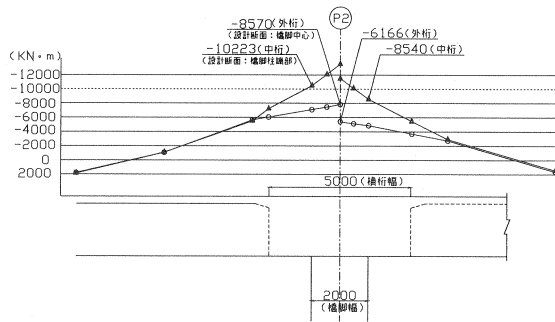 P2
-8570(外桁)
(設計断面：橋脚中心)
-10223(中桁)
(設計断面：橋脚柱端部)
-6166(外桁)
-8540(中桁)
(KN・m)
-12000
-10000
-8000
-6000
-4000
-2000
0
2000
5000(横桁幅)
2000
(橋脚幅)